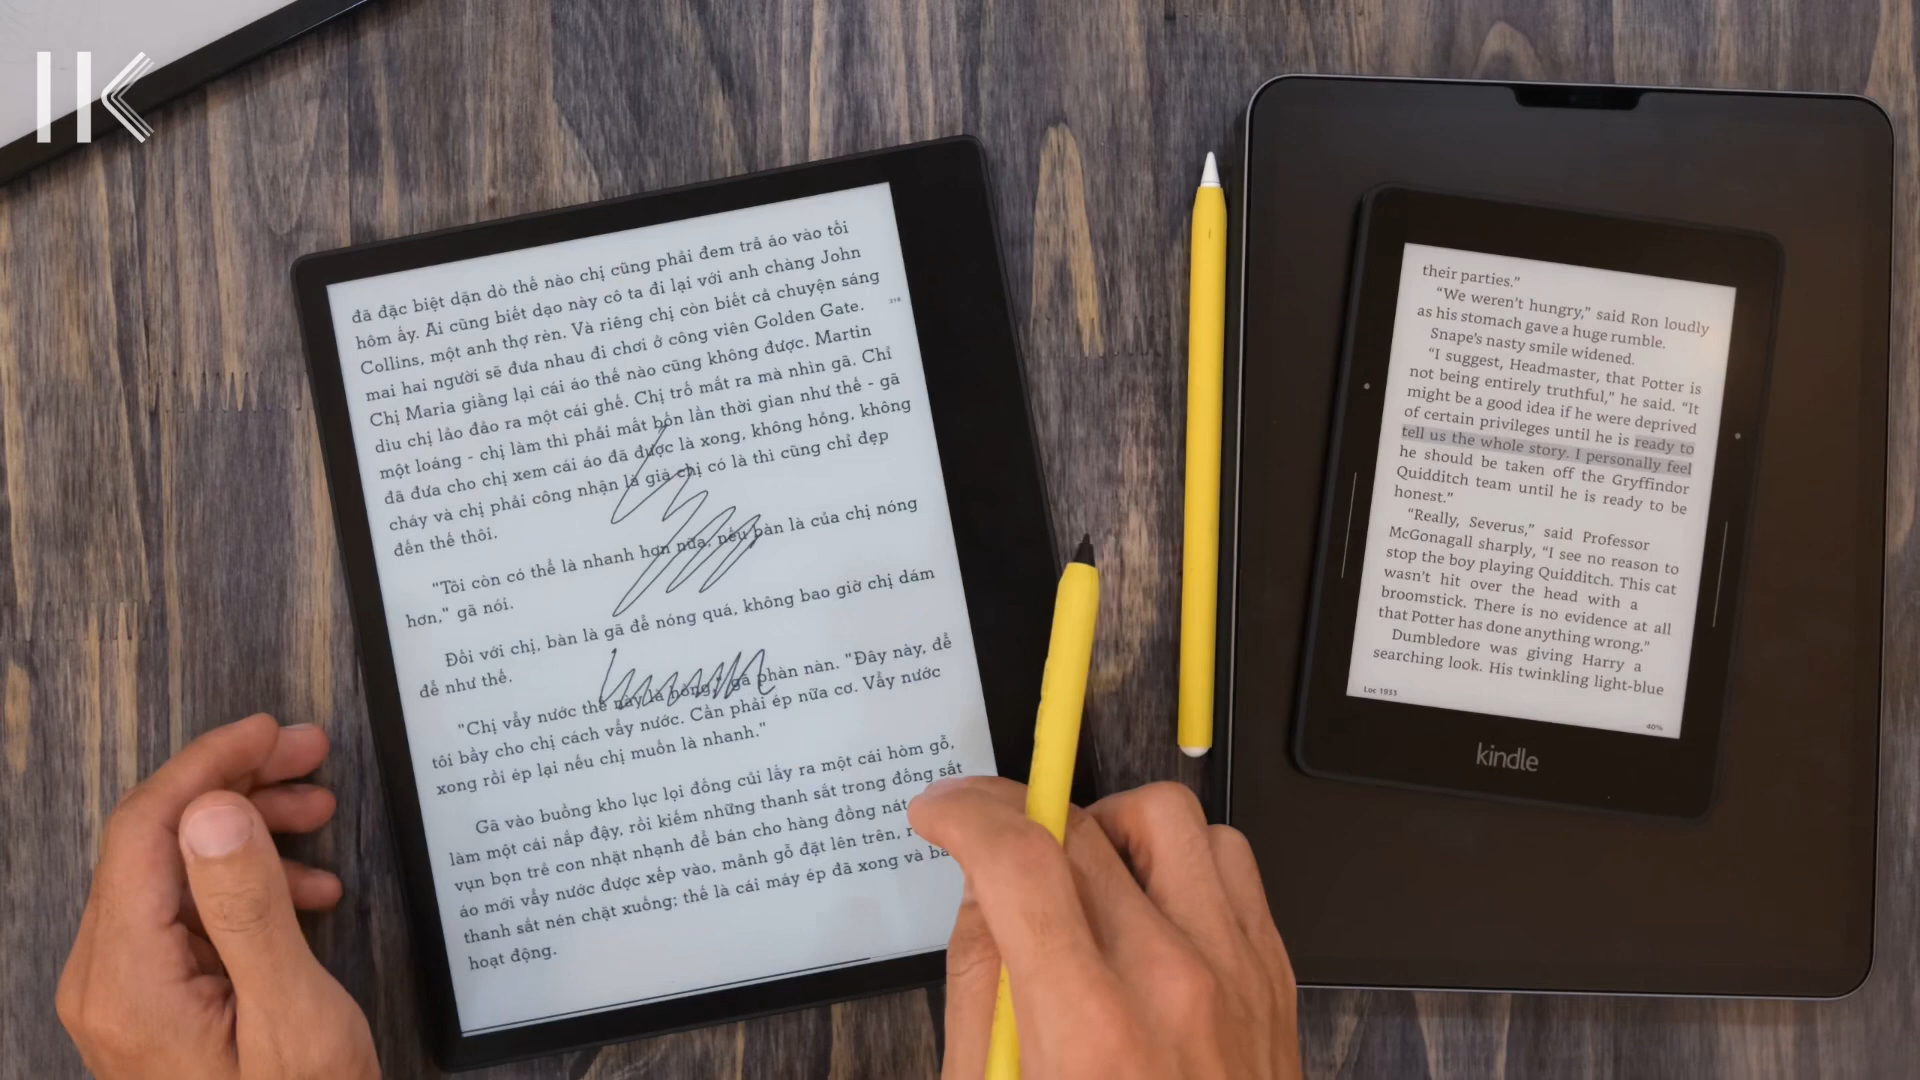 đã đặc biệt dặn dò thế nào chị cũng phải đem trả áo vào tối
hôm ấy. Ai cũng biết dạo này cô ta đi lại với anh chàng John
Collins, một anh thợ rèn. Và riêng chị còn biết cả chuyện sáng
mai hai người sẽ đưa nhau đi chơi ở công viên Golden Gate.
Chị Maria giằng lại cái áo thế nào cũng không được. Martin
dìu chị lảo đảo ra một cái ghế. Chị trố mắt ra mà nhìn gã. Chỉ
một loáng - chị làm thì phải mất bốn lần thời gian như thế - gã
đã đưa cho chị xem cái áo đã được là xong, không hỏng, không
cháy và chị phải công nhận là giá chị có là thì cũng chỉ đẹp
đến thế thôi.
"Tôi còn có thể là nhanh hơn nữa, nếu bàn là của chị nóng
hơn," gã nói.
Đối với chị, bàn là gã để nóng quá, không bao giờ chị dám
để như thế.
"Chị vẩy nước thế này là hỏng," gã phàn nàn. "Đây này, để
tôi bầy cho chị cách vẩy nước. Cần phải ép nữa cơ. Vẩy nước
xong rồi ép lại nếu chị muốn là nhanh."
Gã vào buồng kho lục lọi đống củi lấy ra một cái hòm gỗ,
làm một cái nắp đậy, rồi kiếm những thanh sắt trong đống sắt
vụn bọn trẻ con nhặt nhạnh để bán cho hàng đồng nát
áo mới vẩy nước được xếp vào, mảnh gỗ đặt lên trên,
thanh sắt nén chặt xuống; thế là cái máy ép đã xong và
hoạt động.
their parties."
"We weren't hungry," said Ron loudly
as his stomach gave a huge rumble.
Snape's nasty smile widened.
"I suggest, Headmaster, that Potter is
not being entirely truthful," he said. "It
might be a good idea if he were deprived
of certain privileges until he is ready to
tell us the whole story. I personally feel
he should be taken off the Gryffindor
Quidditch team until he is ready to be
honest."
"Really, Severus," said Professor
McGonagall sharply, "I see no reason to
stop the boy playing Quidditch. This cat
wasn't hit over the head with a
broomstick. There is no evidence at all
that Potter has done anything wrong."
Dumbledore was giving Harry a
searching look. His twinkling light-blue
Loc 1933
40%
kindle